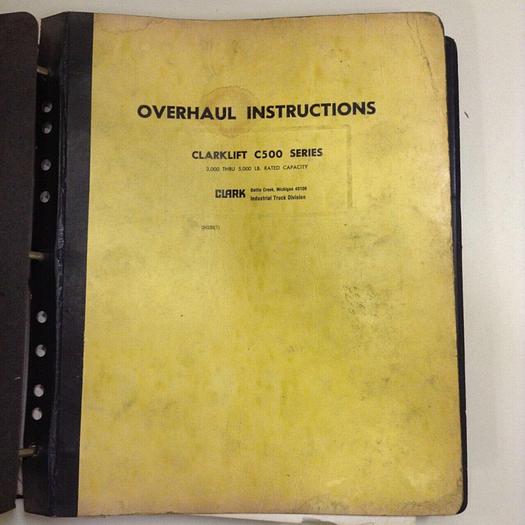 OVERHAUL INSTRUCTIONS
CLARKLIFT C500 SERIES
3,000 THRU 5,000 LB. RATED CAPACITY
CLARK
Battle Creek, Michigan 49106
Industrial Truck Division